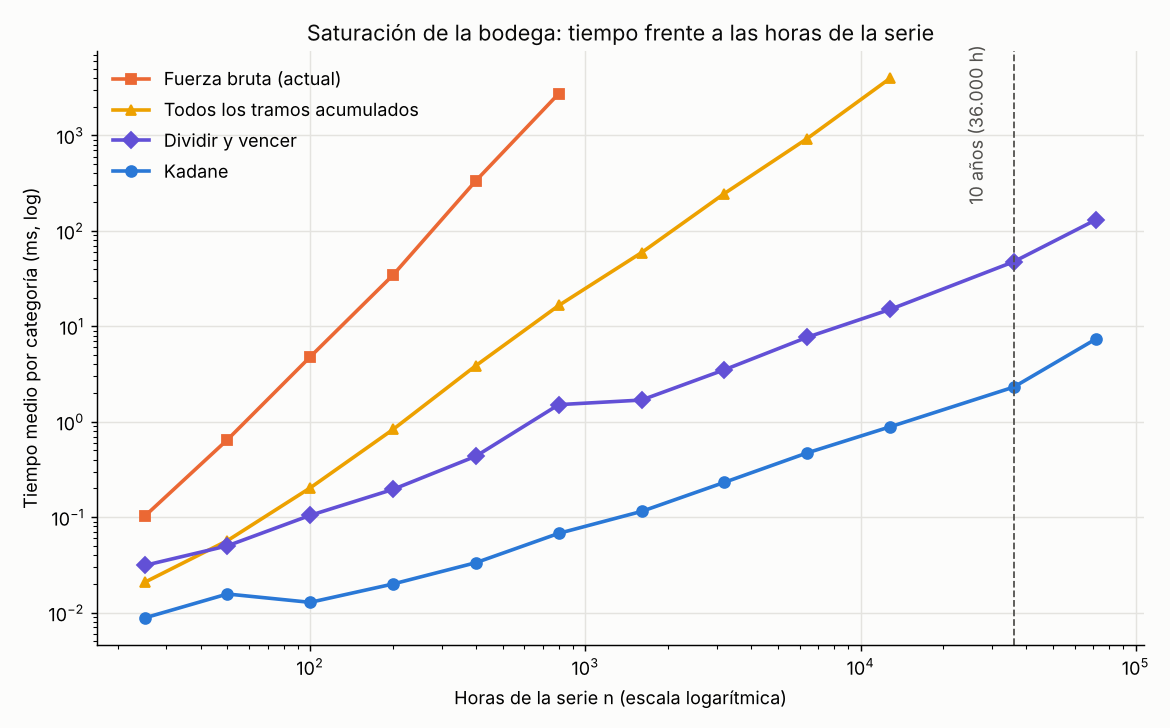 Saturación de la bodega: tiempo frente a las horas de la serie
Fuerza bruta (actual)
Todos los tramos acumulados
Dividir y vencer
Kadane
10 años (36.000 h)
Tiempo medio por categoría (ms, log)
10³
10²
10¹
10⁰
10⁻¹
10⁻²
10² 10³ 10⁴ 10⁵
Horas de la serie n (escala logarítmica)